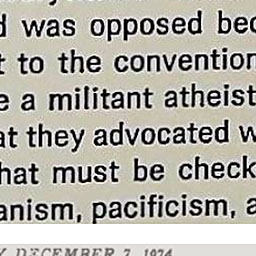 d was opposed bec
t to the convention
e a militant atheist
at they advocated w
hat must be check
anism, pacificism, a
Y DECEMBER 7, 1974